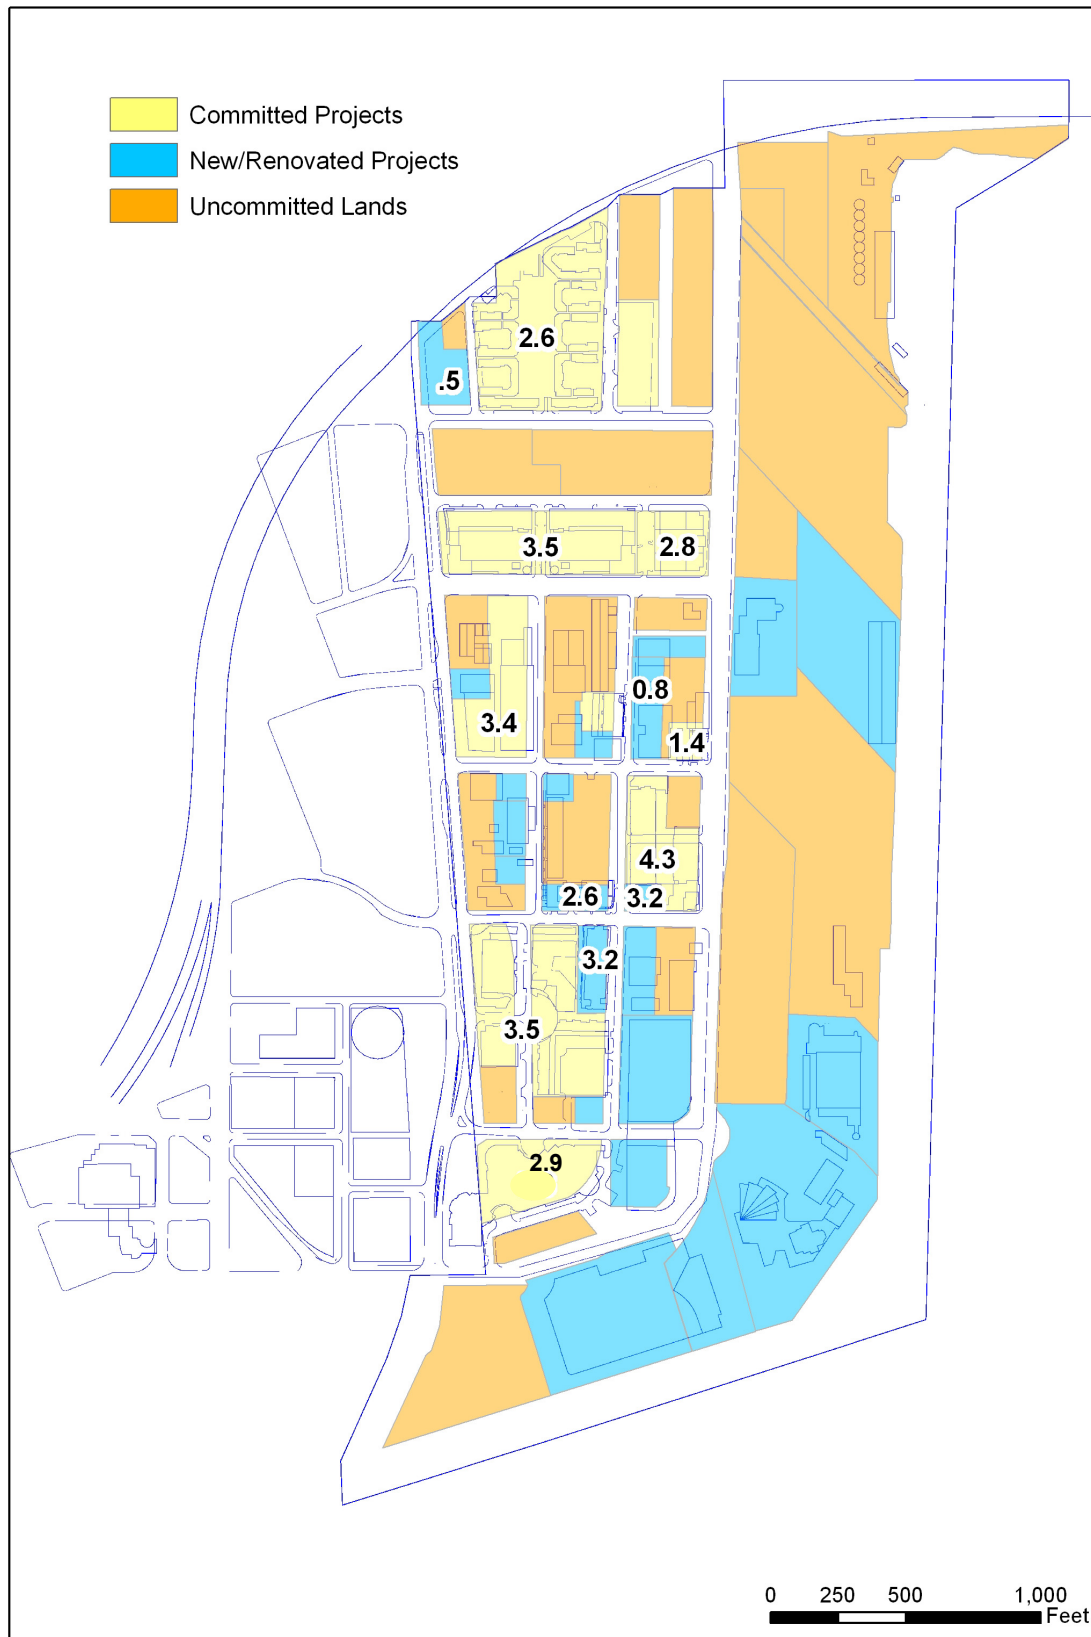 Committed Projects
New/Renovated Projects
Uncommitted Lands
2.6
.5
3.5
2.8
0.8
3.4
1.4
4.3
2.6
3.2
3.2
3.5
2.9
0 250 500 1,000
Feet